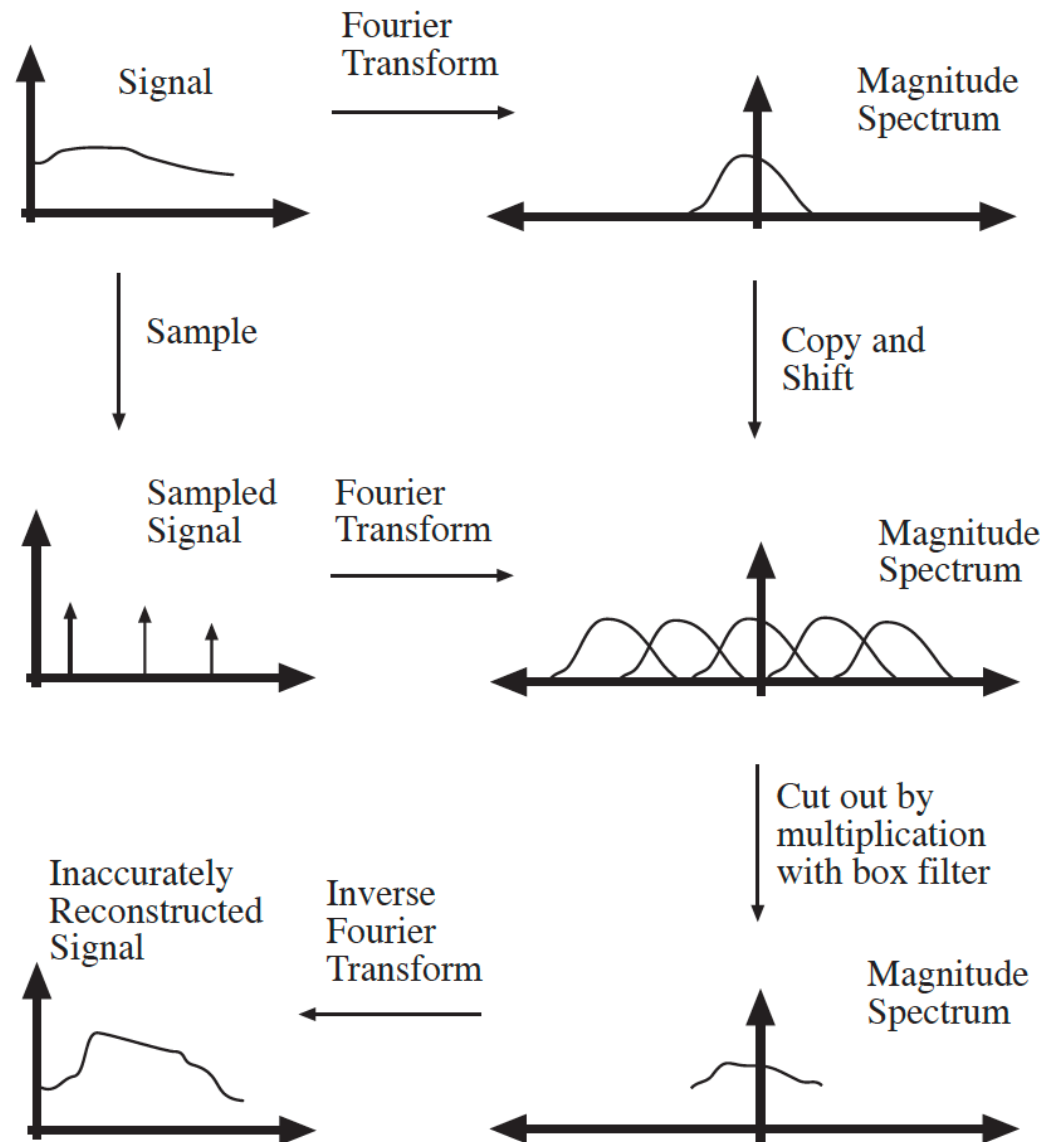 Signal
Fourier
Transform
Magnitude
Spectrum
Sample
Copy and
Shift
Sampled
Signal
Fourier
Transform
Magnitude
Spectrum
Cut out by
multiplication
with box filter
Inaccurately
Reconstructed
Signal
Inverse
Fourier
Transform
Magnitude
Spectrum